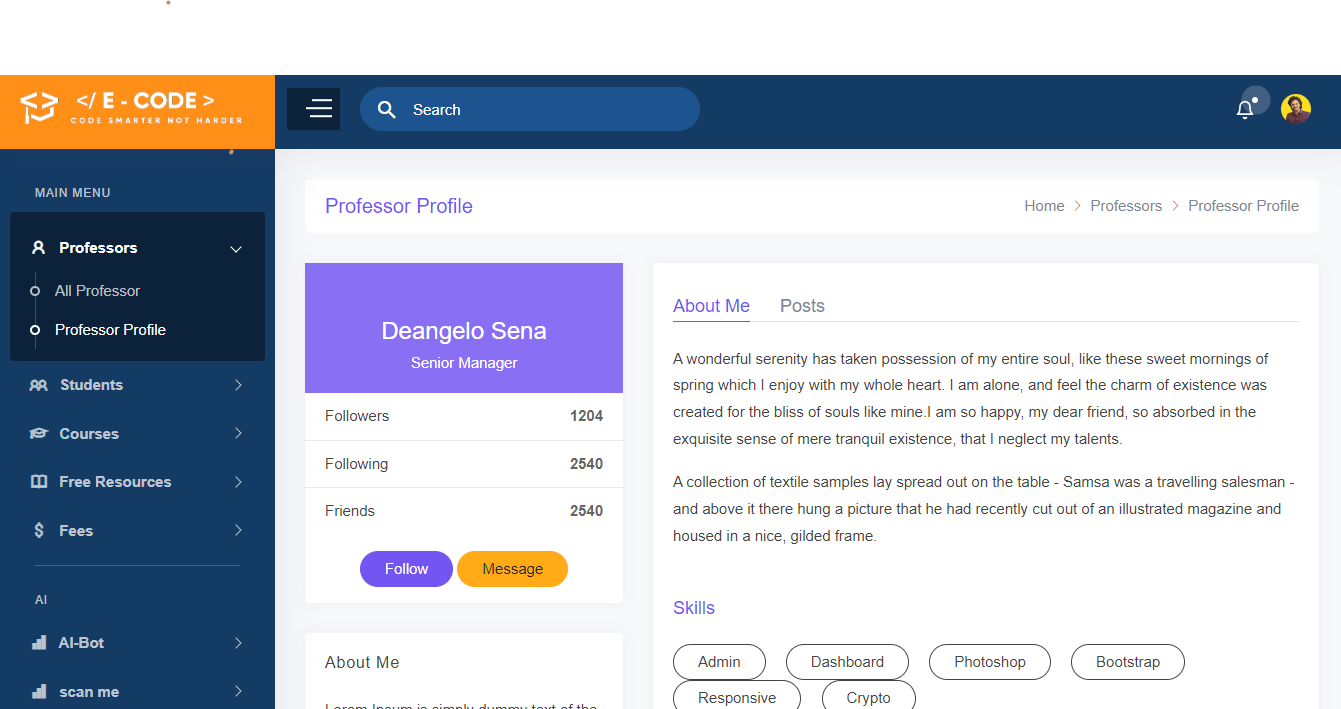 </ E - CODE >
CODE SMARTER NOT HARDER
Search
MAIN MENU
Professors
All Professor
Professor Profile
Students
Courses
Free Resources
Fees
AI
AI-Bot
scan me
Professor Profile
Home > Professors > Professor Profile
Deangelo Sena
Senior Manager
Followers 1204
Following 2540
Friends 2540
Follow Message
About Me
Lorem Ipsum is simply dummy text of the
About Me Posts
A wonderful serenity has taken possession of my entire soul, like these sweet mornings of
spring which I enjoy with my whole heart. I am alone, and feel the charm of existence was
created for the bliss of souls like mine.I am so happy, my dear friend, so absorbed in the
exquisite sense of mere tranquil existence, that I neglect my talents.
A collection of textile samples lay spread out on the table - Samsa was a travelling salesman -
and above it there hung a picture that he had recently cut out of an illustrated magazine and
housed in a nice, gilded frame.
Skills
Admin Dashboard Photoshop Bootstrap
Responsive Crypto